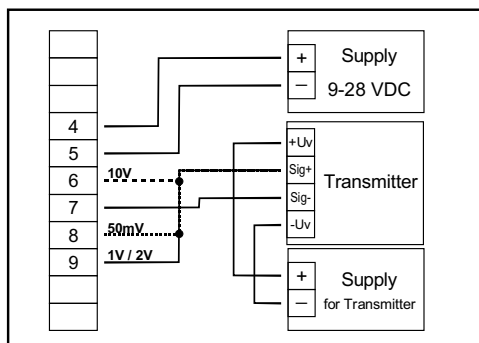 + Supply
− 9-28 VDC
4
5
+Uv
6 10V Sig+ Transmitter
7 Sig-
8 50mV -Uv
9 1V / 2V
+ Supply
− for Transmitter